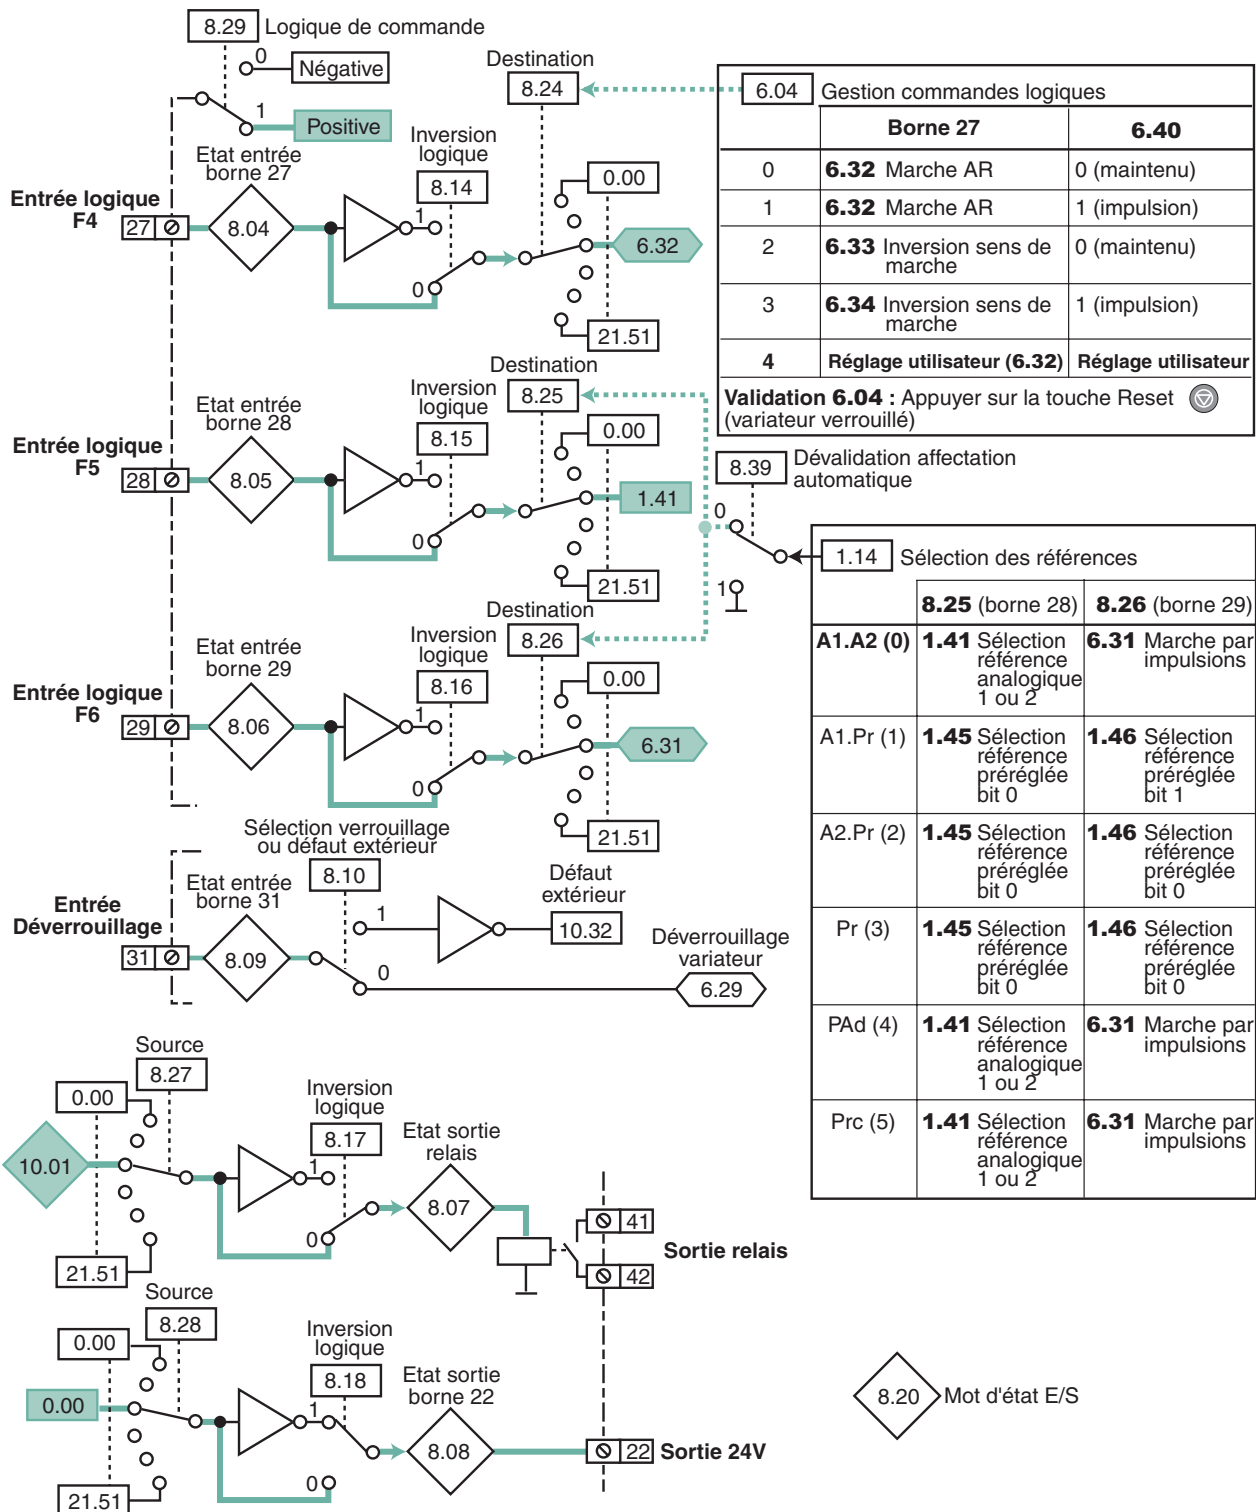 8.29 Logique de commande
0 Négative
1 Positive
Etat entrée
borne 27
Entrée logique
F4
27
8.04
Inversion
logique
8.14
1
0
Destination
8.24
0.00
6.32
21.51
6.04 Gestion commandes logiques
Borne 27 6.40
0 6.32 Marche AR 0 (maintenu)
1 6.32 Marche AR 1 (impulsion)
2 6.33 Inversion sens de 0 (maintenu)
marche
3 6.34 Inversion sens de 1 (impulsion)
marche
4 Réglage utilisateur (6.32) Réglage utilisateur
Validation 6.04 : Appuyer sur la touche Reset
(variateur verrouillé)
Etat entrée
borne 28
Entrée logique
F5
28
8.05
Inversion
logique
8.15
1
0
Destination
8.25
0.00
1.41
21.51
8.39 Dévalidation affectation
automatique
0
1
1.14 Sélection des références
8.25 (borne 28) 8.26 (borne 29)
A1.A2 (0) 1.41 Sélection 6.31 Marche par
référence impulsions
analogique
1 ou 2
A1.Pr (1) 1.45 Sélection 1.46 Sélection
référence référence
préréglée préréglée
bit 0 bit 1
A2.Pr (2) 1.45 Sélection 1.46 Sélection
référence référence
préréglée préréglée
bit 0 bit 0
Pr (3) 1.45 Sélection 1.46 Sélection
référence référence
préréglée préréglée
bit 0 bit 0
PAd (4) 1.41 Sélection 6.31 Marche par
référence impulsions
analogique
1 ou 2
Prc (5) 1.41 Sélection 6.31 Marche par
référence impulsions
analogique
1 ou 2
Etat entrée
borne 29
Entrée logique
F6
29
8.06
Inversion
logique
8.16
1
0
Destination
8.26
0.00
6.31
21.51
Sélection verrouillage
ou défaut extérieur
8.10
Etat entrée
borne 31
Entrée
Déverrouillage
31
8.09
1
0
Défaut
extérieur
10.32
Déverrouillage
variateur
6.29
Source
8.27
0.00
10.01
21.51
Inversion
logique
8.17
1
0
Etat sortie
relais
8.07
41
Sortie relais
42
Source
8.28
0.00
0.00
21.51
Inversion
logique
8.18
1
0
Etat sortie
borne 22
8.08
22 Sortie 24V
8.20 Mot d'état E/S